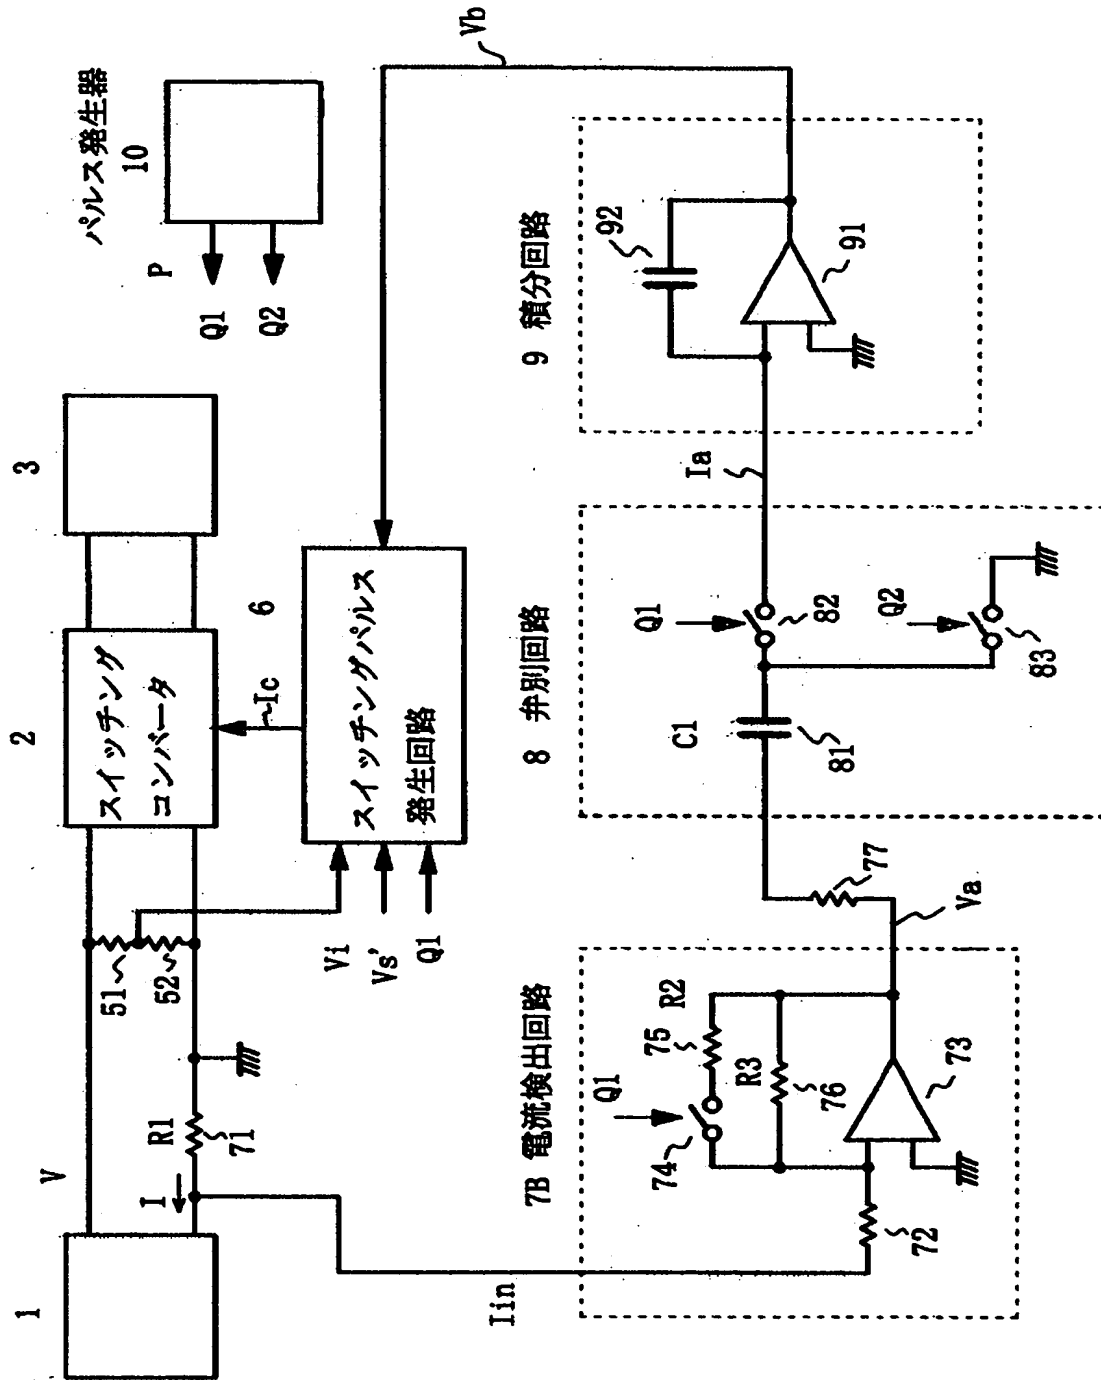 1
2
3
V
I
R1
71
51
52
スイッチング
コンバータ
Ic
6
スイッチングパルス
発生回路
Vi
Vs'
Q1
パルス発生器
10
P
Q1
Q2
Vb
Iin
7B 電流検出回路
Q1
74
75
R2
R3
76
72
73
Va
77
8 弁別回路
C1
81
Q1
82
Q2
83
Ia
9 積分回路
92
91